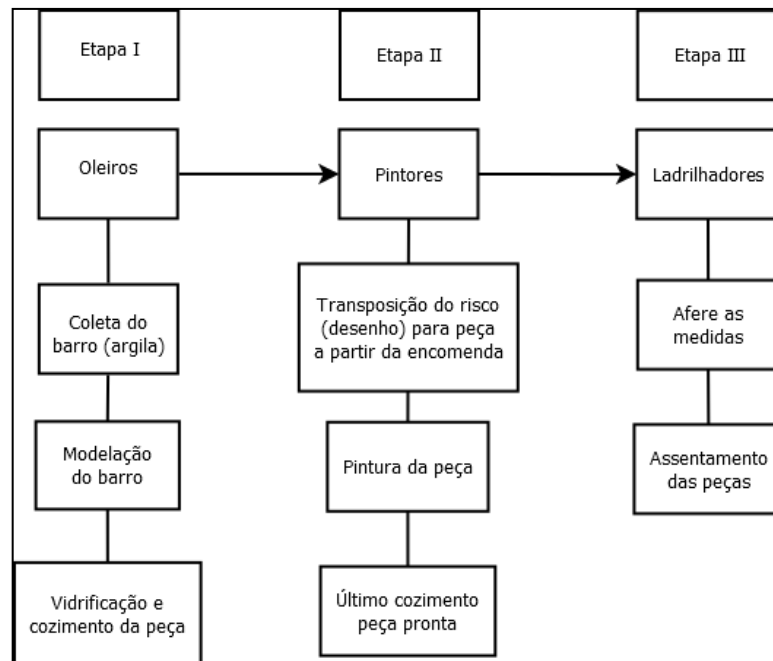 Etapa I
Etapa II
Etapa III
Oleiros
Pintores
Ladrilhadores
Coleta do
barro (argila)
Modelação
do barro
Vidrificação e
cozimento da peça
Transposição do risco
(desenho) para peça
a partir da encomenda
Pintura da peça
Último cozimento
peça pronta
Afere as
medidas
Assentamento
das peças